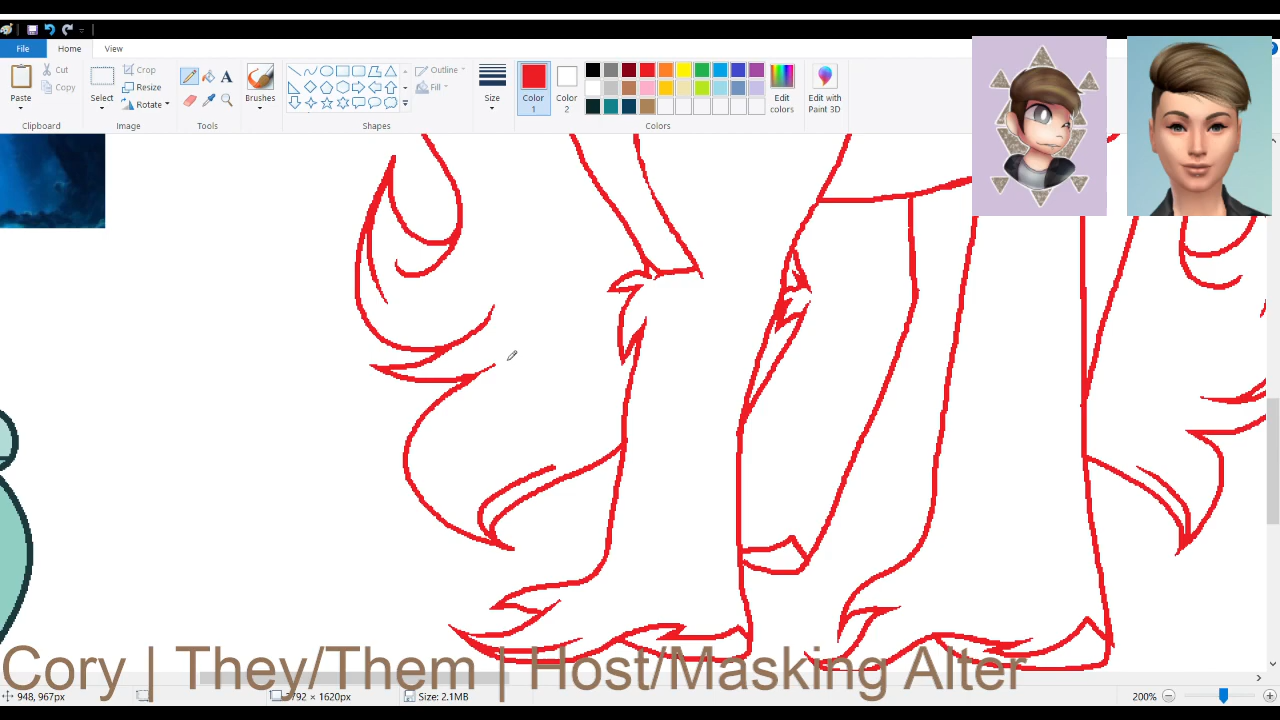 File Home View
Cut Crop Outline
Copy Resize Fill
Paste Select Rotate Brushes Size Color 1 Color 2 Edit colors Edit with Paint 3D
Clipboard Image Tools Shapes Colors
Cory | They/Them | Host/Masking Alter
948, 967px 3792 × 1620px Size: 2.1MB 200%